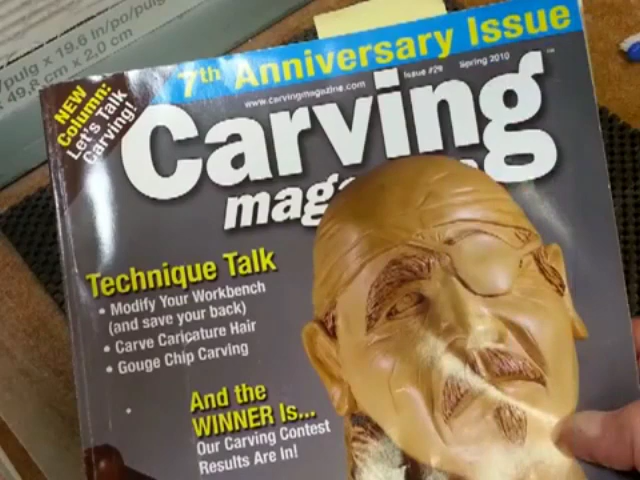 /pulg x 19.6 in/po/pulg
49,8 cm x 2,0 cm
7th Anniversary Issue
NEW
Column:
Let's Talk
Carving!
www.carvingmagazine.com
Issue #29
Spring 2010
Carving
Technique Talk
• Modify Your Workbench
(and save your back)
• Carve Caricature Hair
• Gouge Chip Carving
And the
WINNER Is...
Our Carving Contest
Results Are In!